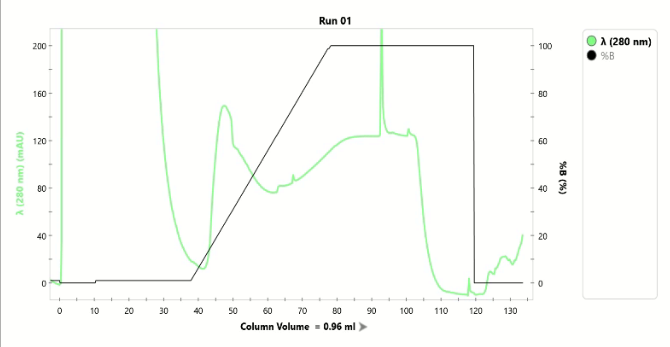 Run 01
λ (280 nm) (mAU)
200
160
120
80
40
0
0 10 20 30 40 50 60 70 80 90 100 110 120 130
Column Volume = 0.96 ml
100
80
60
40
20
0
%B (%)
λ (280 nm)
%B